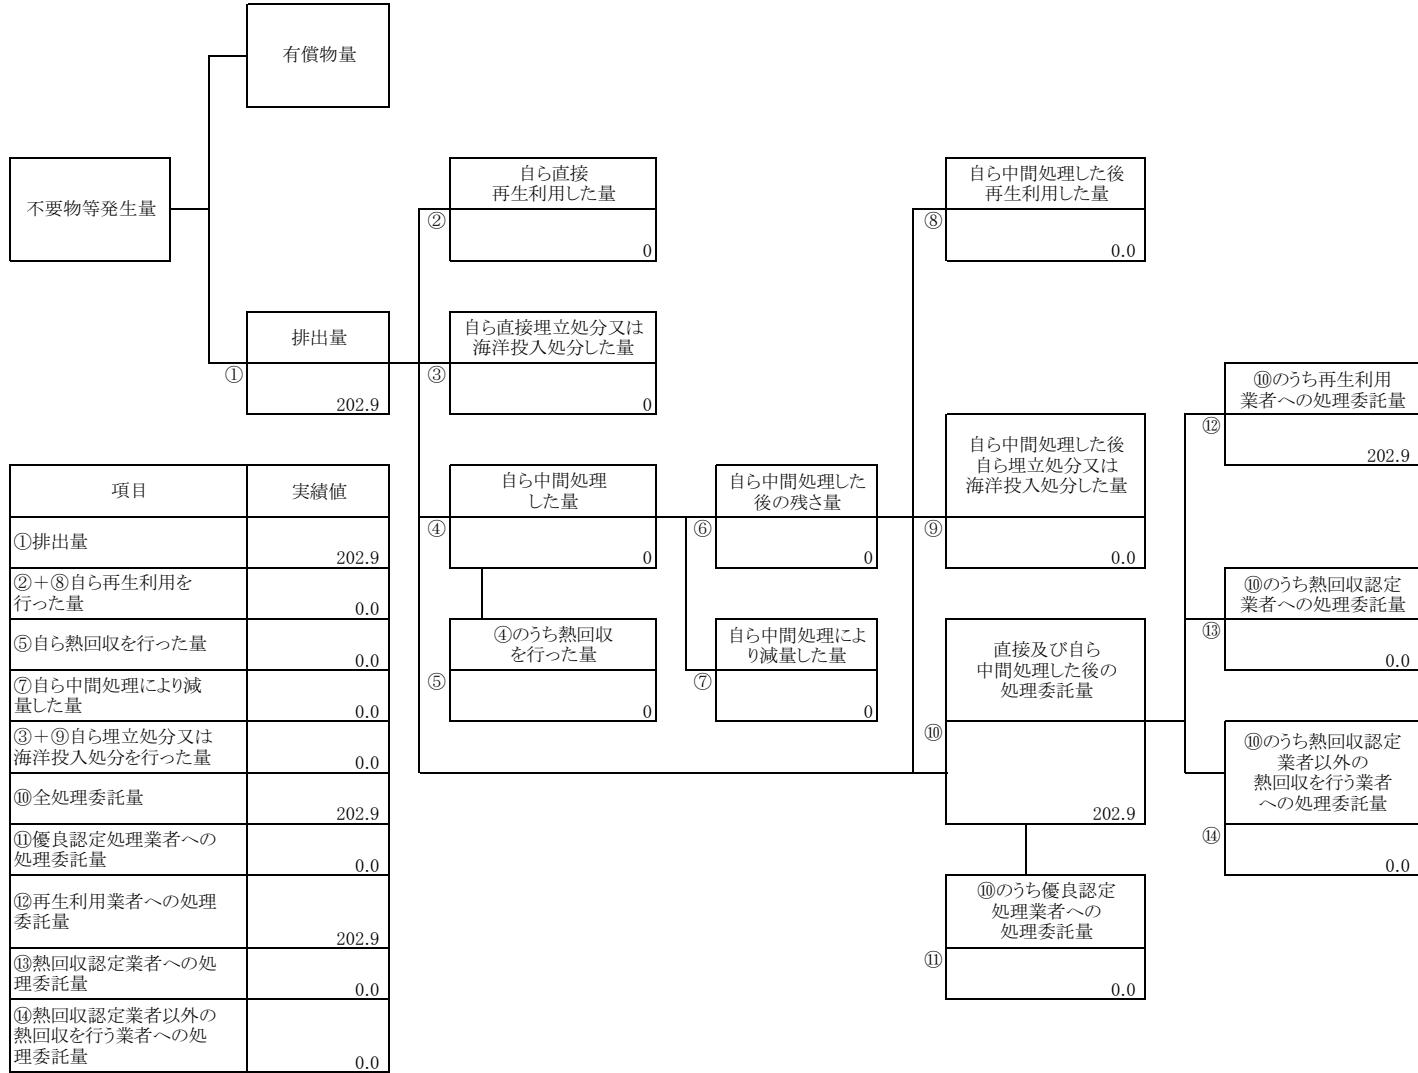 有償物量
不要物等発生量
自ら直接
再生利用した量
②
0
自ら中間処理した後
再生利用した量
⑧
0.0
排出量
①
202.9
自ら直接埋立処分又は
海洋投入処分した量
③
0
⑩のうち再生利用
業者への処理委託量
⑫
202.9
自ら中間処理
した量
④
0
自ら中間処理した
後の残さ量
⑥
0
自ら中間処理した後
自ら埋立処分又は
海洋投入処分した量
⑨
0.0
⑩のうち熱回収認定
業者への処理委託量
⑬
0.0
④のうち熱回収
を行った量
⑤
0
自ら中間処理によ
り減量した量
⑦
0
直接及び自ら
中間処理した後の
処理委託量
⑩
202.9
⑩のうち熱回収認定
業者以外の
熱回収を行う業者
への処理委託量
⑭
0.0
⑩のうち優良認定
処理業者への
処理委託量
⑪
0.0
項目
実績値
①排出量
202.9
②+⑧自ら再生利用を
行った量
0.0
⑤自ら熱回収を行った量
0.0
⑦自ら中間処理により減
量した量
0.0
③+⑨自ら埋立処分又は
海洋投入処分を行った量
0.0
⑩全処理委託量
202.9
⑪優良認定処理業者への
処理委託量
0.0
⑫再生利用業者への処理
委託量
202.9
⑬熱回収認定業者への処
理委託量
0.0
⑭熱回収認定業者以外の
熱回収を行う業者への処
理委託量
0.0